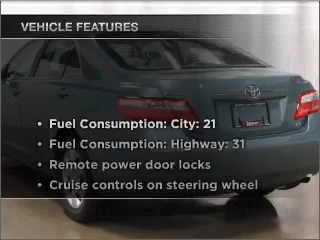 VEHICLE FEATURES
• Fuel Consumption: City: 21
• Fuel Consumption: Highway: 31
• Remote power door locks
• Cruise controls on steering wheel